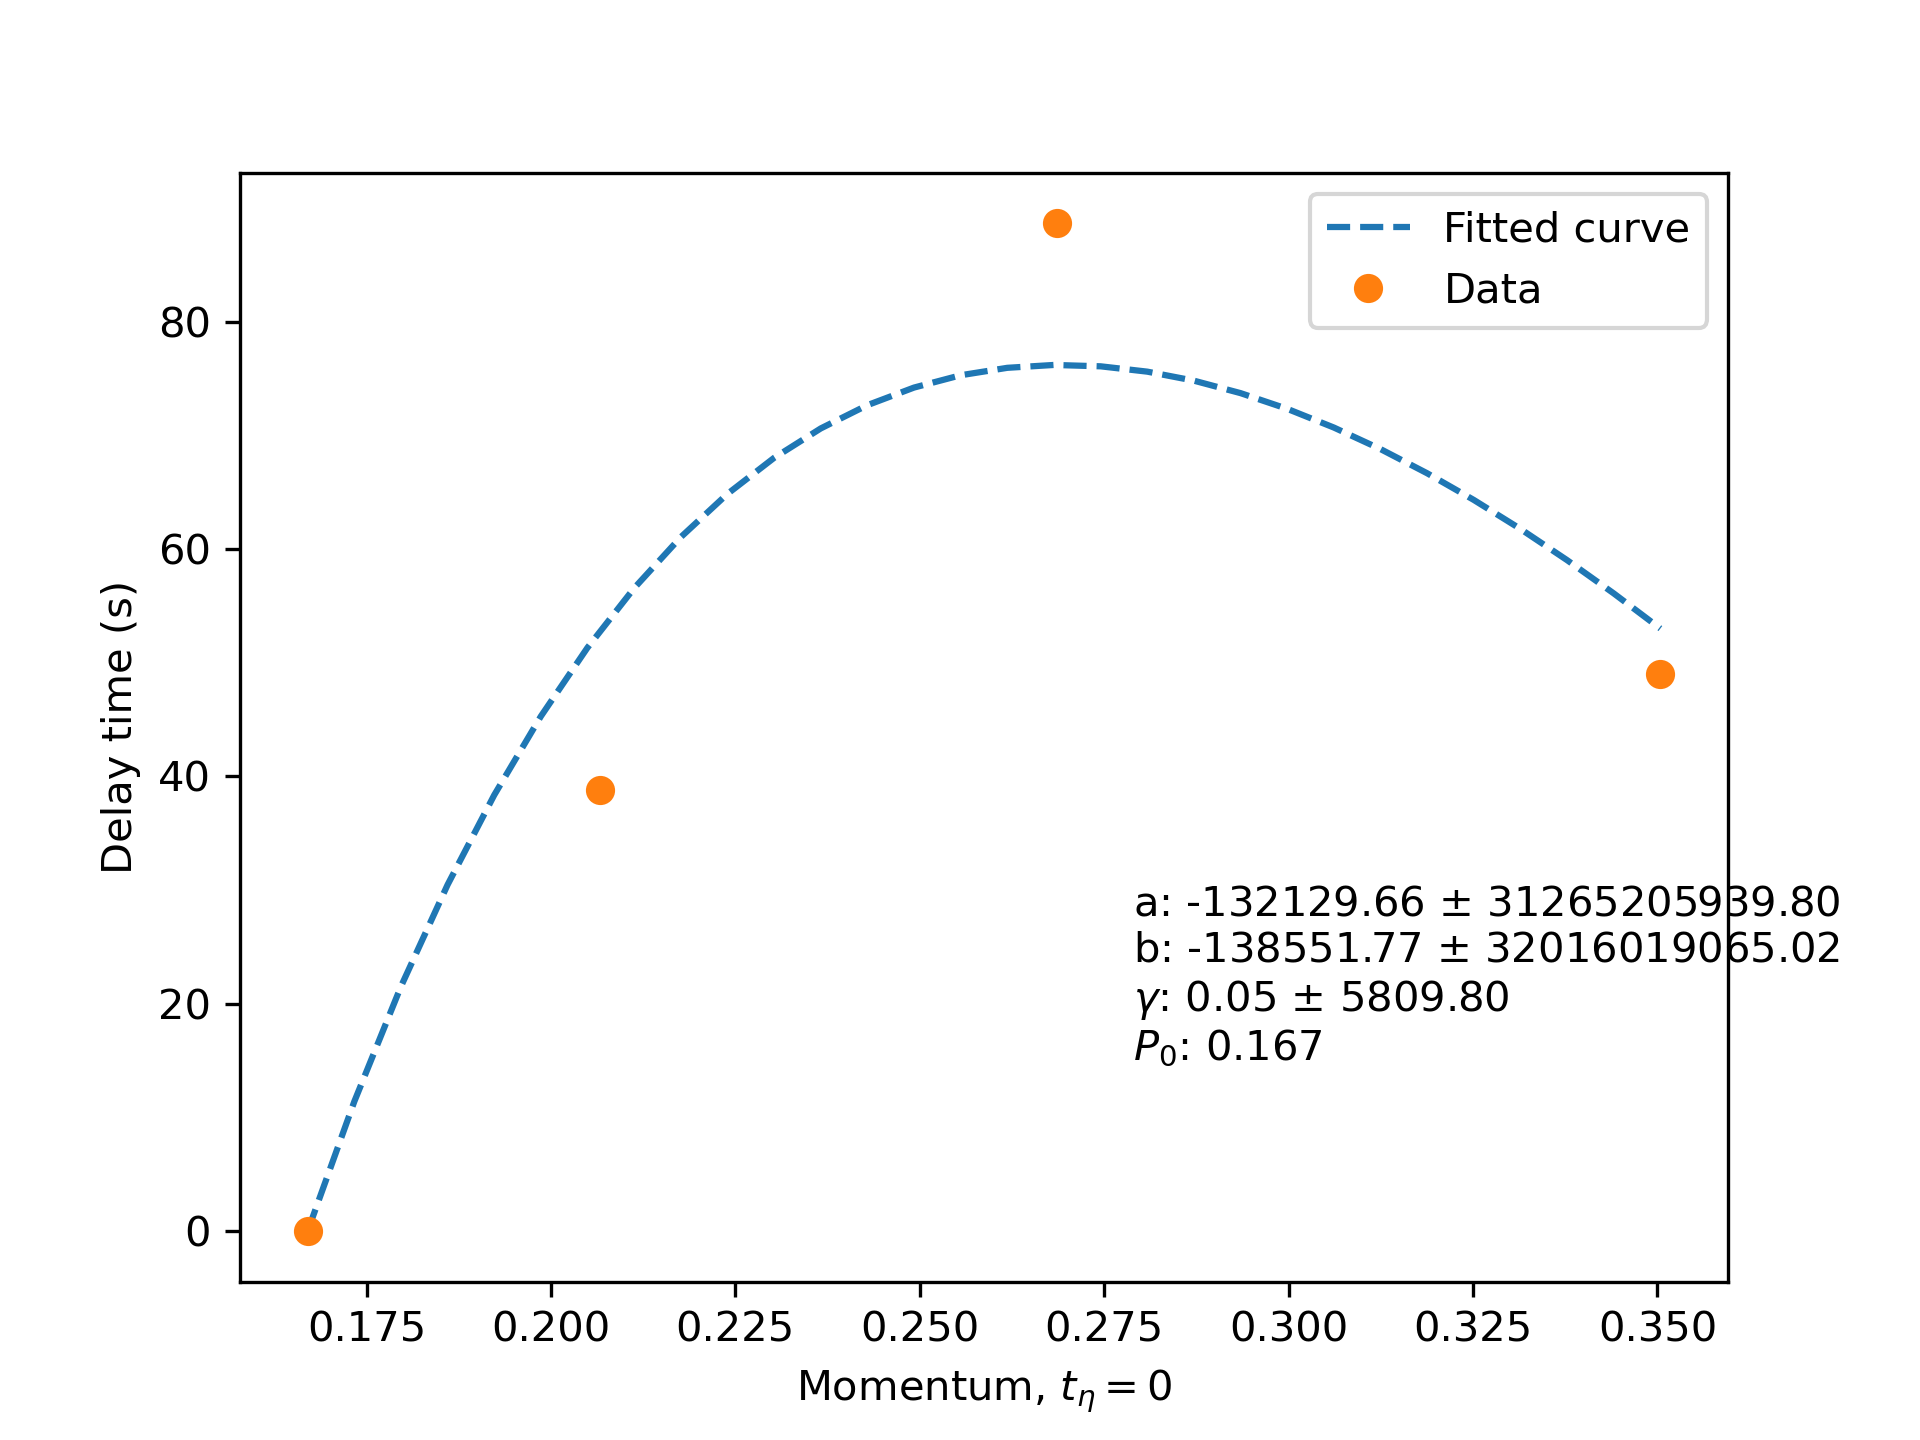 Fitted curve
Data
80
60
40
20
0
Delay time (s)
a: -132129.66 ± 31265205939.80
b: -138551.77 ± 32016019065.02
γ: 0.05 ± 5809.80
P₀: 0.167
0.175 0.200 0.225 0.250 0.275 0.300 0.325 0.350
Momentum, tη = 0